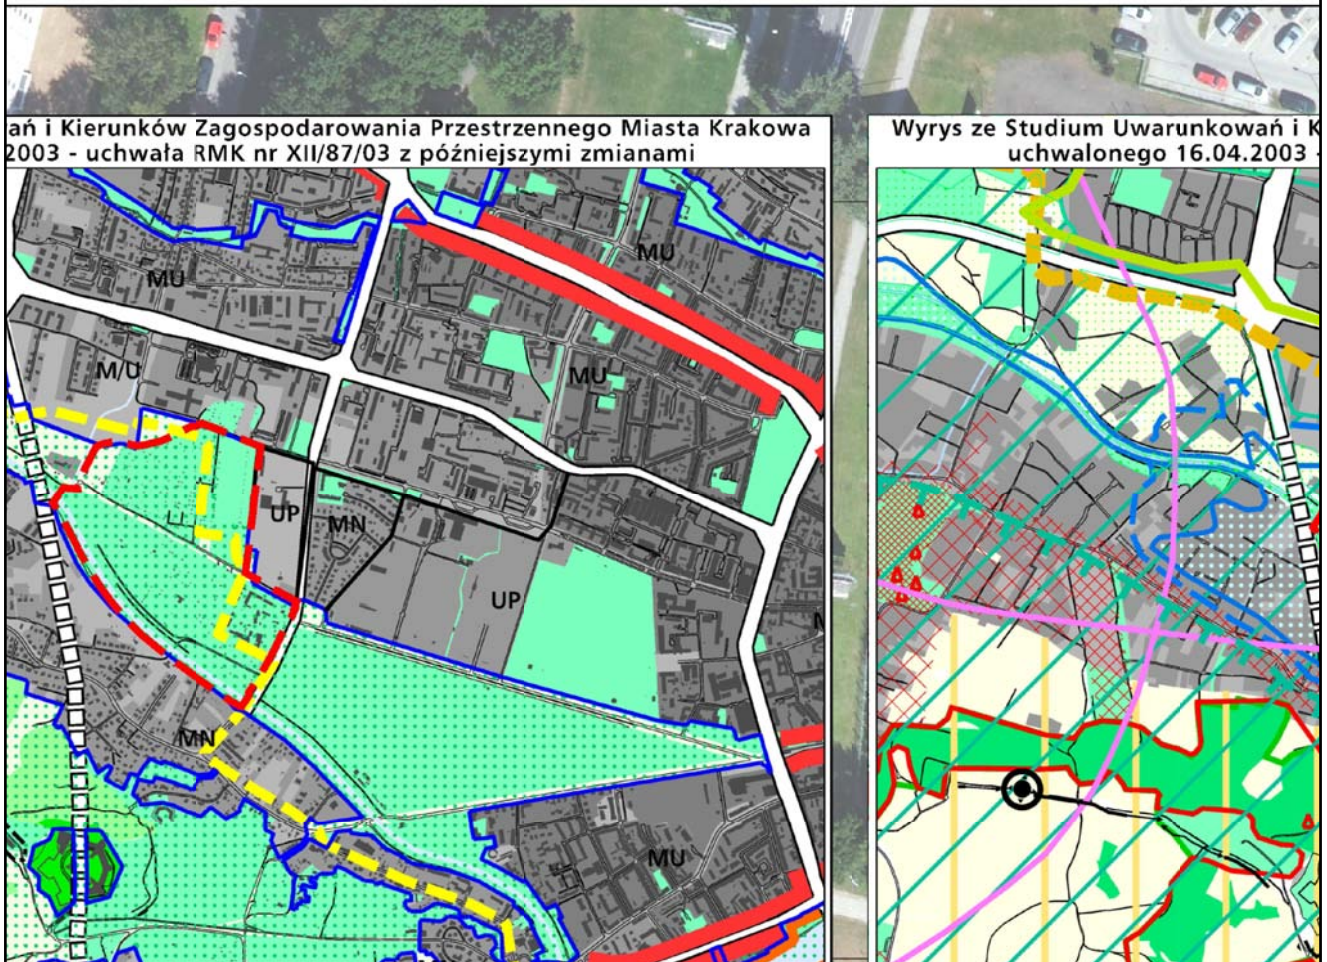 ań i Kierunków Zagospodarowania Przestrzennego Miasta Krakowa
2003 - uchwała RMK nr XII/87/03 z późniejszymi zmianami
Wyrys ze Studium Uwarunkowań i K
uchwalonego 16.04.2003 -
MU
MU
M/U
MU
UP
MN
UP
MN
MU